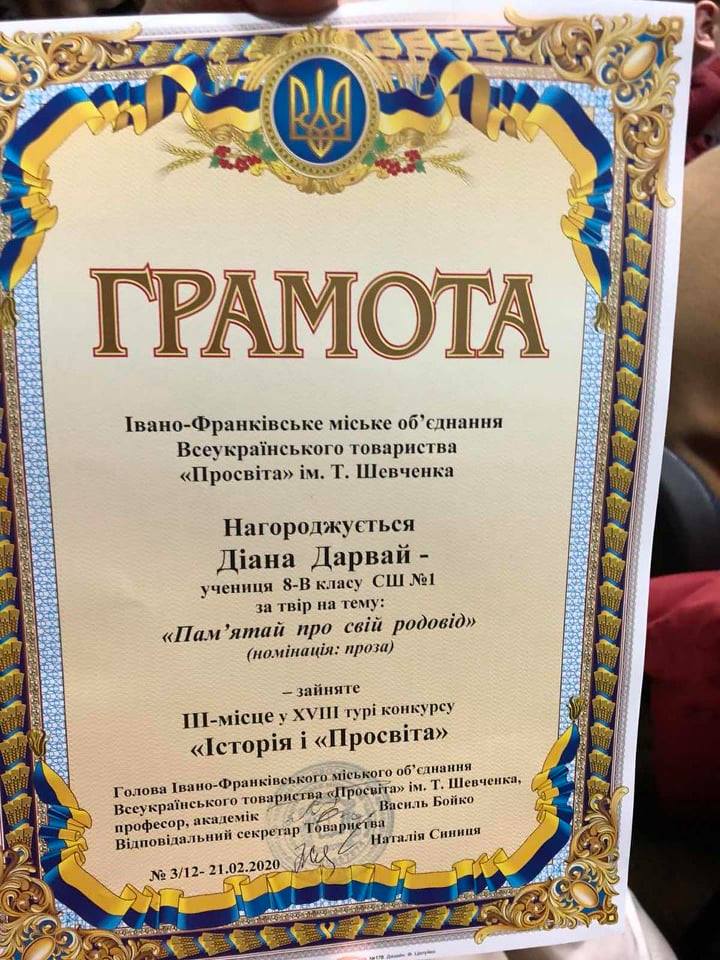 ГРАМОТА
Івано-Франківське міське об’єднання
Всеукраїнського товариства
«Просвіта» ім. Т. Шевченка
Нагороджується
Діана Дарвай -
учениця 8-В класу СШ №1
за твір на тему:
«Пам’ятай про свій родовід»
(номінація: проза)
– зайняте
ІІІ-місце у XVIII турі конкурсу
«Історія і «Просвіта»
Голова Івано-Франківського міського об’єднання
Всеукраїнського товариства «Просвіта» ім. Т. Шевченка,
професор, академік Василь Бойко
Відповідальний секретар Товариства
Наталія Синиця
№ 3/12- 21.02.2020